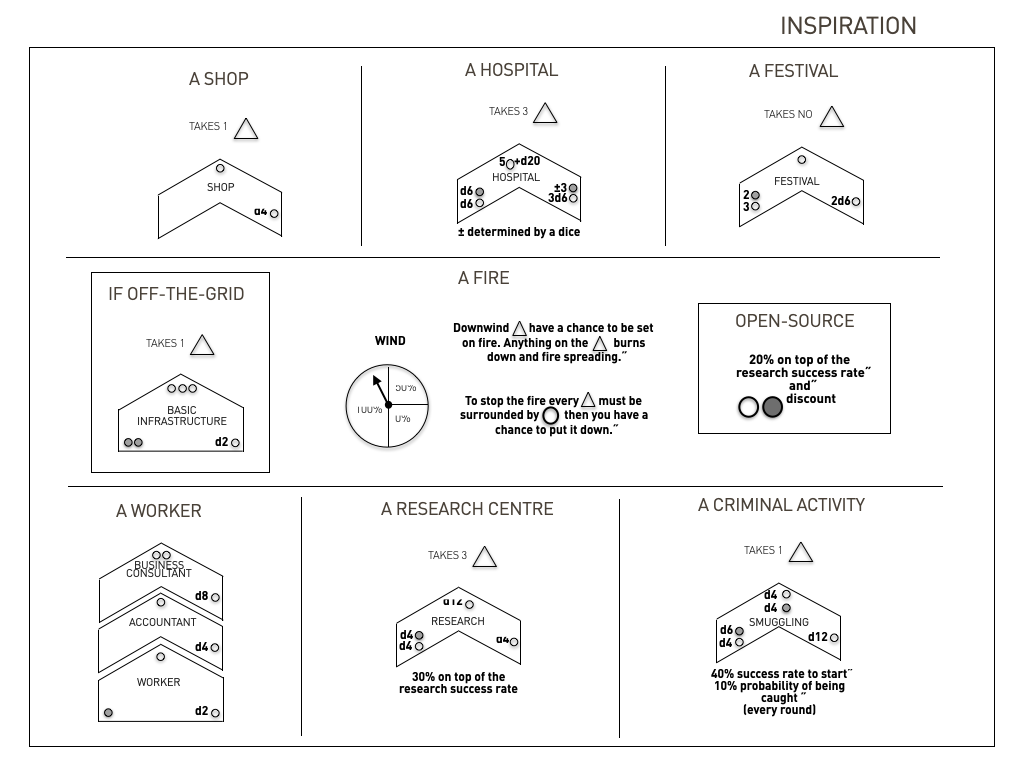 INSPIRATION
A SHOP
TAKES 1
SHOP
A HOSPITAL
TAKES 3
5 +d20
HOSPITAL
d6
d6
±3
3d6
± determined by a dice
A FESTIVAL
TAKES NO
FESTIVAL
2
3
2d6
IF OFF-THE-GRID
TAKES 1
BASIC
INFRASTRUCTURE
d2
A FIRE
WIND
100%
50%
0%
Downwind have a chance to be set
on fire. Anything on the burns
down and fire spreading.˝
To stop the fire every must be
surrounded by then you have a
chance to put it down.˝
OPEN-SOURCE
20% on top of the
research success rate˝
and˝
discount
A WORKER
BUSINESS
CONSULTANT
d8
ACCOUNTANT
d4
WORKER
d2
A RESEARCH CENTRE
TAKES 3
d12
RESEARCH
d4
d4
d4
30% on top of the
research success rate
A CRIMINAL ACTIVITY
TAKES 1
d4
d4
SMUGGLING
d6
d4
d12
40% success rate to start˝
10% probability of being
caught ˝
(every round)